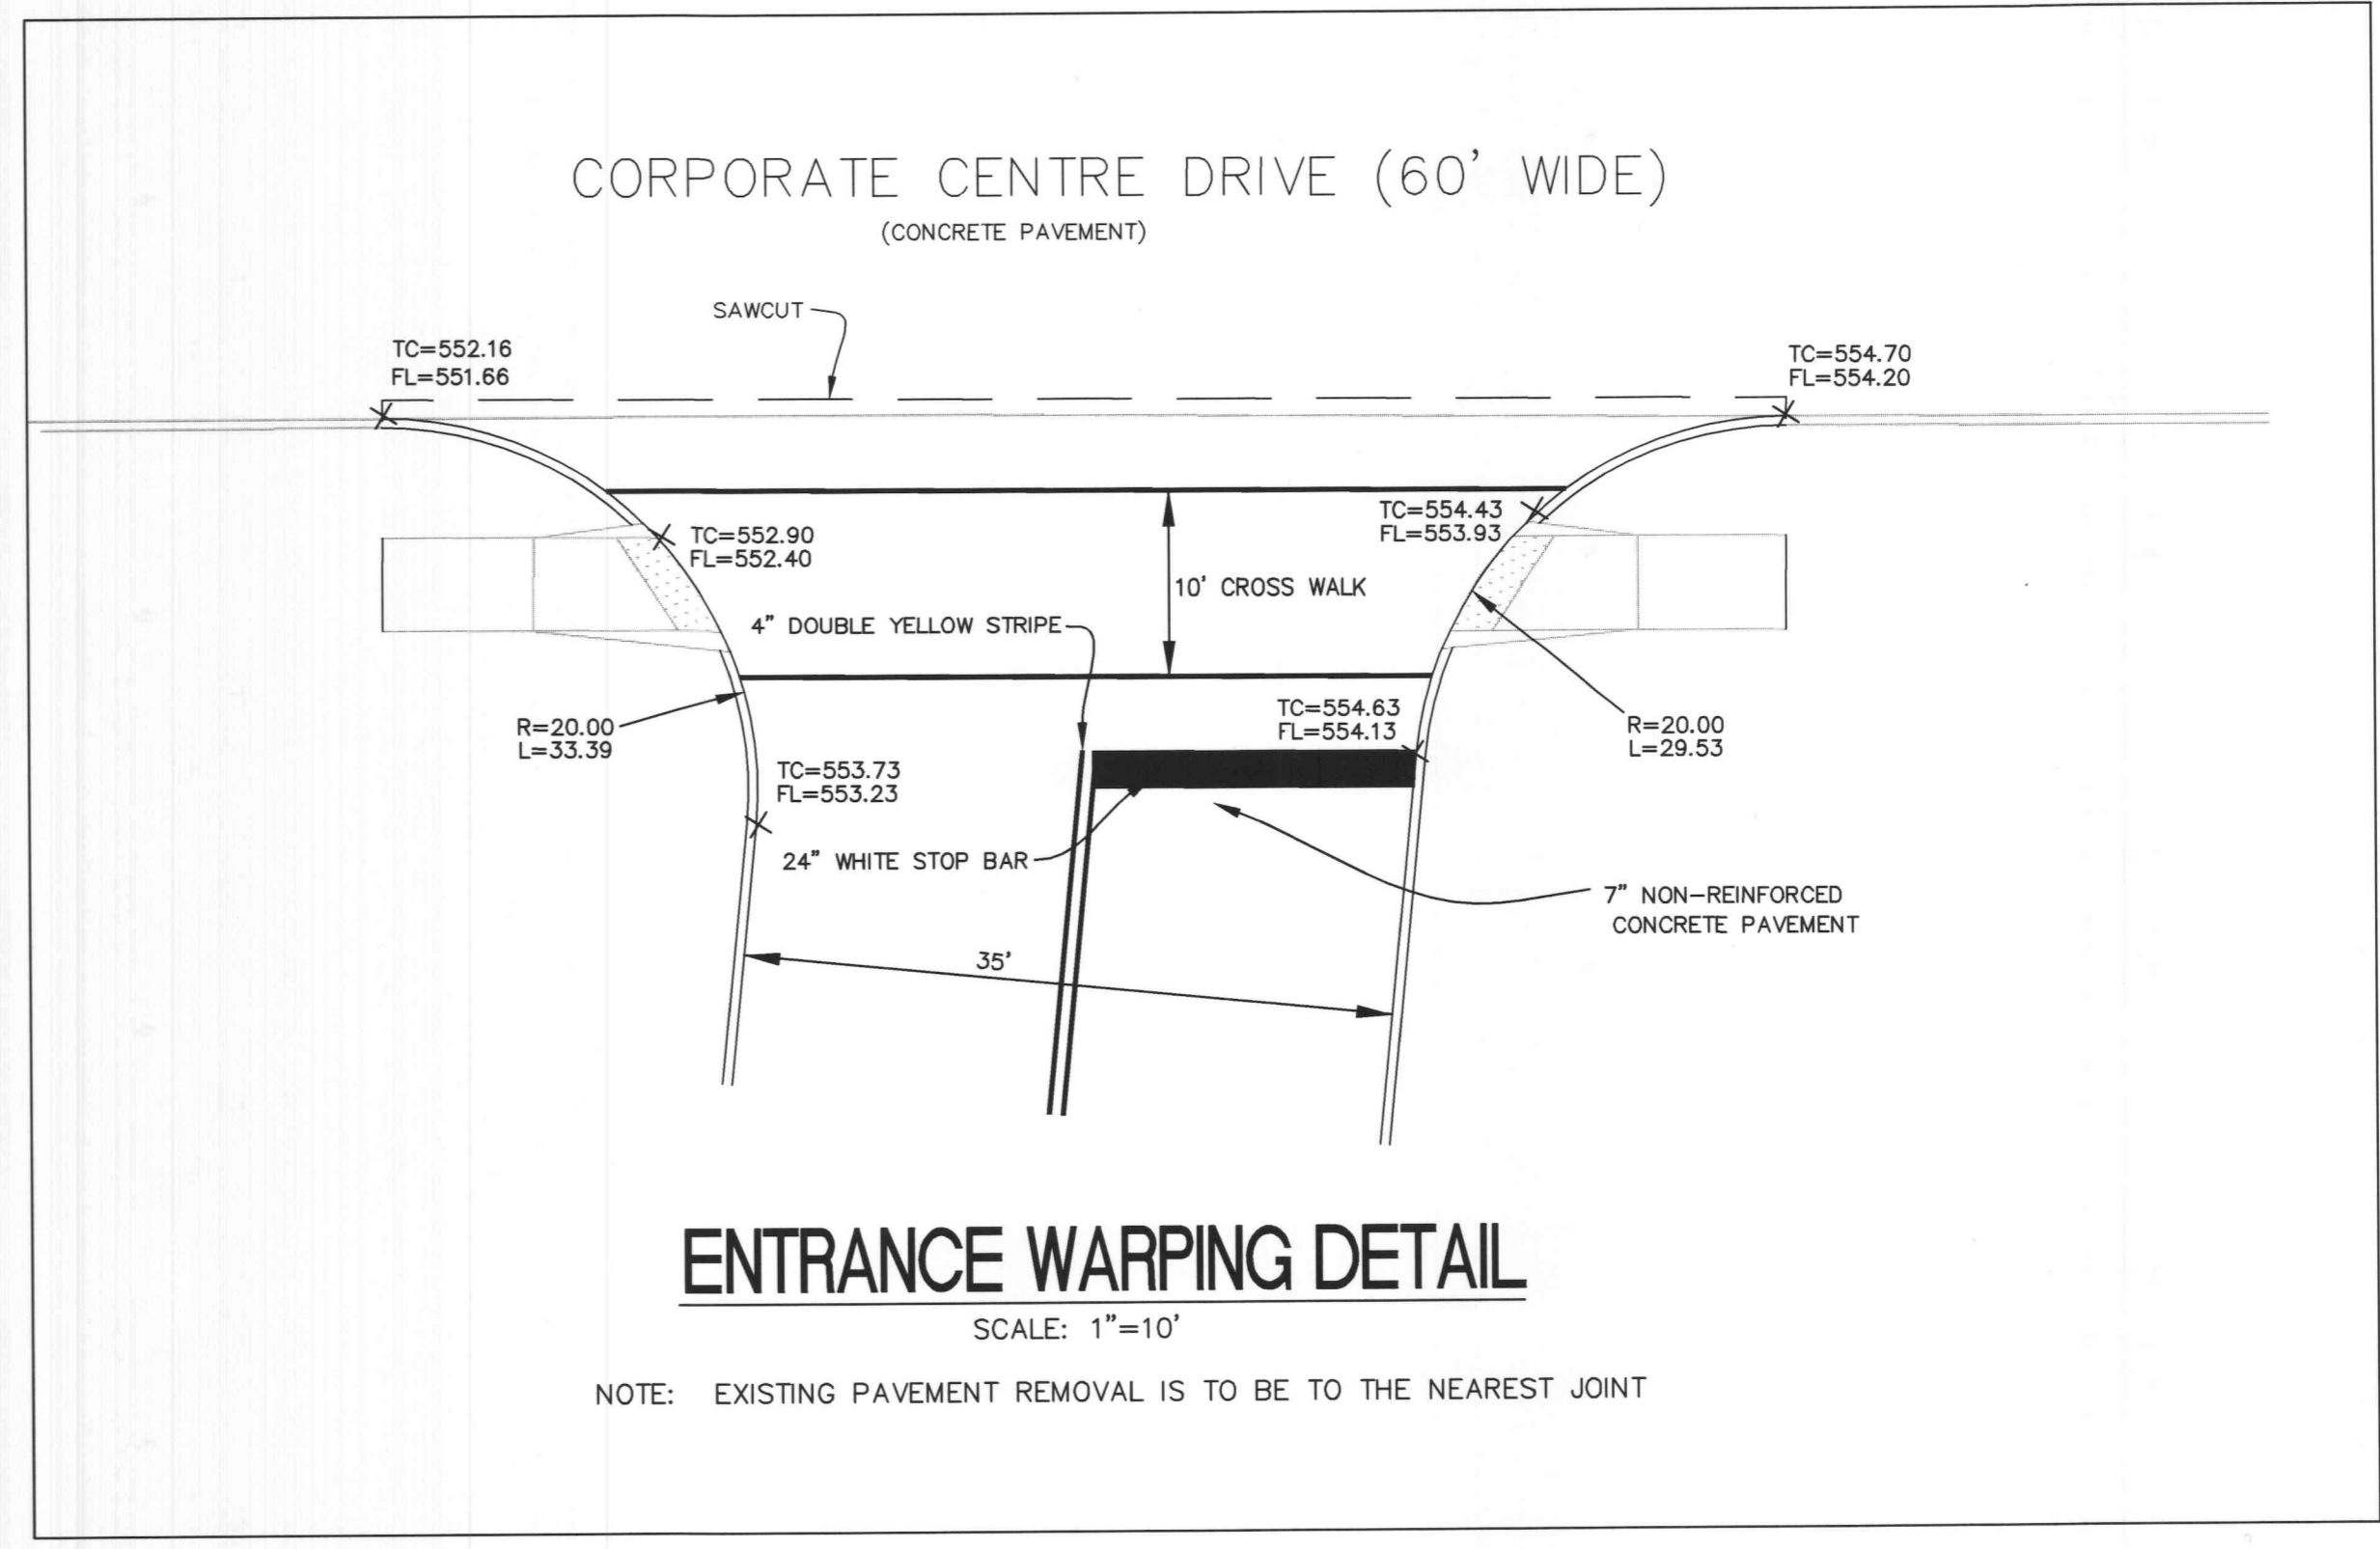 CORPORATE CENTRE DRIVE (60' WIDE)
(CONCRETE PAVEMENT)
SAWCUT
TC=552.16
FL=551.66
TC=554.70
FL=554.20
TC=552.90
FL=552.40
TC=554.43
FL=553.93
10' CROSS WALK
4" DOUBLE YELLOW STRIPE
R=20.00
L=33.39
TC=554.63
FL=554.13
R=20.00
L=29.53
TC=553.73
FL=553.23
24" WHITE STOP BAR
7" NON-REINFORCED
CONCRETE PAVEMENT
35'
ENTRANCE WARPING DETAIL
SCALE: 1"=10'
NOTE: EXISTING PAVEMENT REMOVAL IS TO BE TO THE NEAREST JOINT